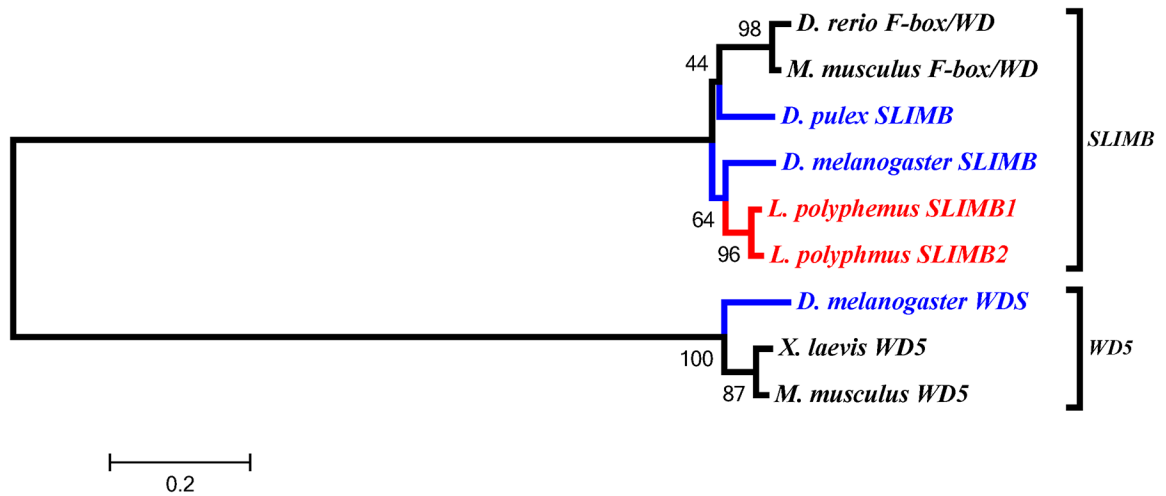 98
D. rerio F-box/WD
M. musculus F-box/WD
44
D. pulex SLIMB
SLIMB
D. melanogaster SLIMB
L. polyphemus SLIMB1
64
96
L. polyphmus SLIMB2
D. melanogaster WDS
X. laevis WD5
WD5
100
87
M. musculus WD5
0.2